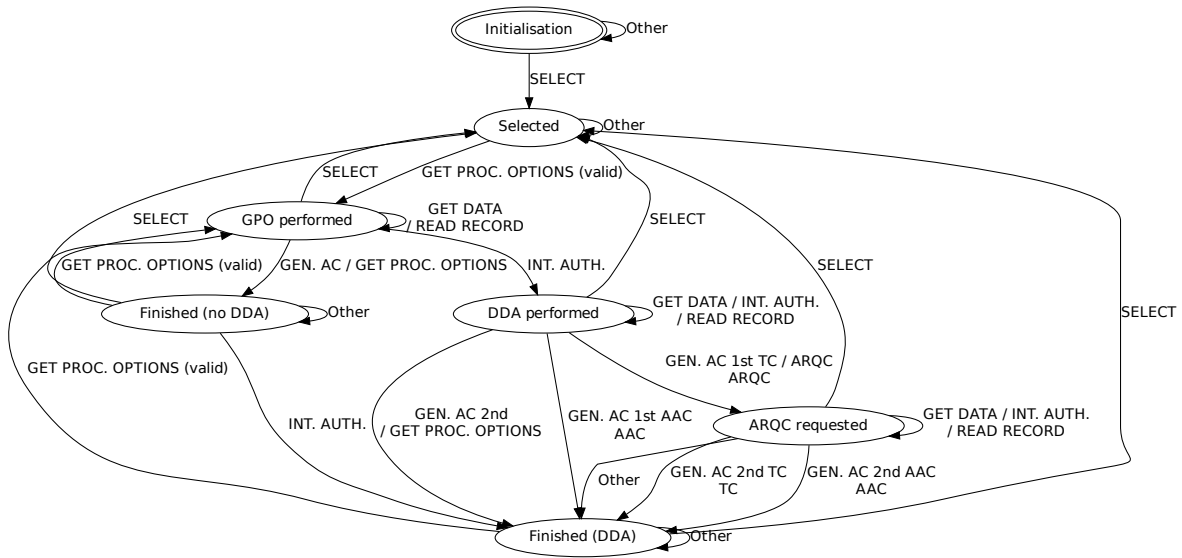 Initialisation
Other
SELECT
Selected
Other
SELECT
GET PROC. OPTIONS (valid)
SELECT
GPO performed
GET DATA
/ READ RECORD
SELECT
GET PROC. OPTIONS (valid)
GEN. AC / GET PROC. OPTIONS
INT. AUTH.
SELECT
Finished (no DDA)
Other
DDA performed
GET DATA / INT. AUTH.
/ READ RECORD
SELECT
GET PROC. OPTIONS (valid)
GEN. AC 1st TC / ARQC
ARQC
INT. AUTH.
GEN. AC 2nd
/ GET PROC. OPTIONS
GEN. AC 1st AAC
AAC
ARQC requested
GET DATA / INT. AUTH.
/ READ RECORD
Other
GEN. AC 2nd TC
TC
GEN. AC 2nd AAC
AAC
Finished (DDA)
Other